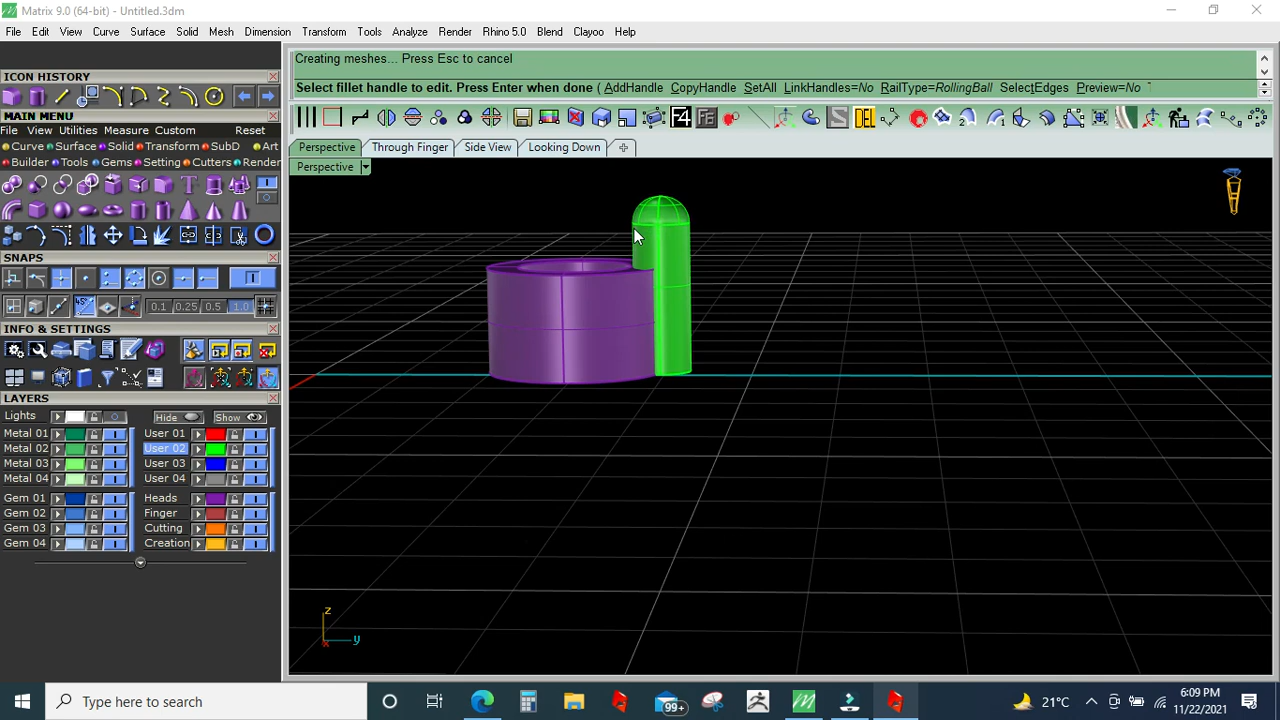 Matrix 9.0 (64-bit) - Untitled.3dm
File Edit View Curve Surface Solid Mesh Dimension Transform Tools Analyze Render Rhino 5.0 Blend Clayoo Help
Creating meshes... Press Esc to cancel
Select fillet handle to edit. Press Enter when done ( AddHandle CopyHandle SetAll LinkHandles=No RailType=RollingBall SelectEdges Preview=No
ICON HISTORY
MAIN MENU
File View Utilities Measure Custom Reset
Curve Surface Solid Transform SubD Art
Builder Tools Gems Setting Cutters Render
F4 F6 DEL
Perspective Through Finger Side View Looking Down
Perspective
SNAPS
45° 0.1 0.25 0.5 1.0
INFO & SETTINGS
LAYERS
Lights Hide Show
Metal 01 User 01
Metal 02 User 02
Metal 03 User 03
Metal 04 User 04
Gem 01 Heads
Gem 02 Finger
Gem 03 Cutting
Gem 04 Creation
z
y
x
Type here to search
99+
21°C
6:09 PM
11/22/2021